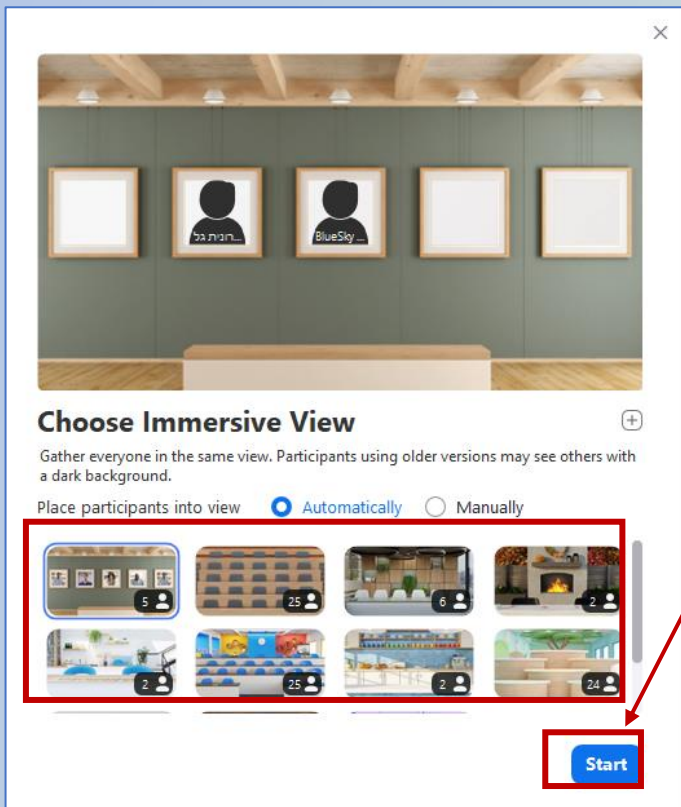 רונית גל...
BlueSky ...
Choose Immersive View
Gather everyone in the same view. Participants using older versions may see others with
a dark background.
Place participants into view Automatically Manually
5 25 6 2
2 25 2 24
Start